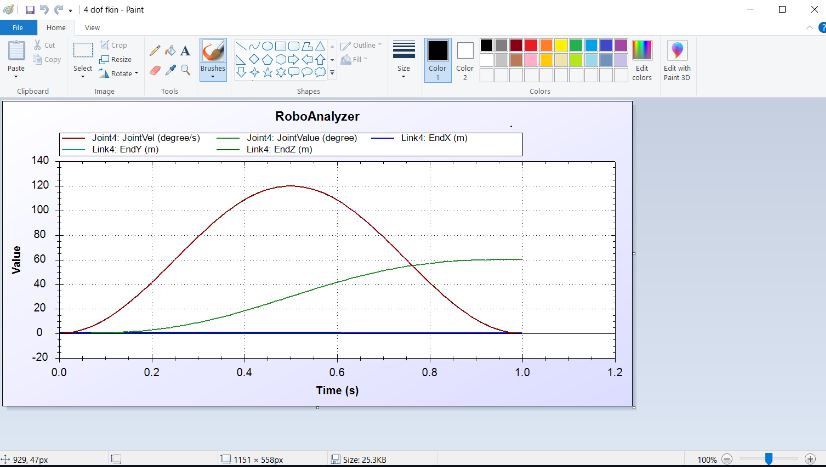 4 dof fkin - Paint
File Home View
Paste Cut Copy
Clipboard
Select Crop Resize Rotate
Image
A
Tools
Brushes
Outline
Fill
Shapes
Size
Color 1
Color 2
Edit colors
Colors
Edit with Paint 3D
RoboAnalyzer
Joint4: JointVel (degree/s) Joint4: JointValue (degree) Link4: EndX (m)
Link4: EndY (m) Link4: EndZ (m)
140
120
100
80
60
40
20
0
-20
Value
0.0 0.2 0.4 0.6 0.8 1.0 1.2
Time (s)
929, 47px 1151 × 558px Size: 25.3KB 100%